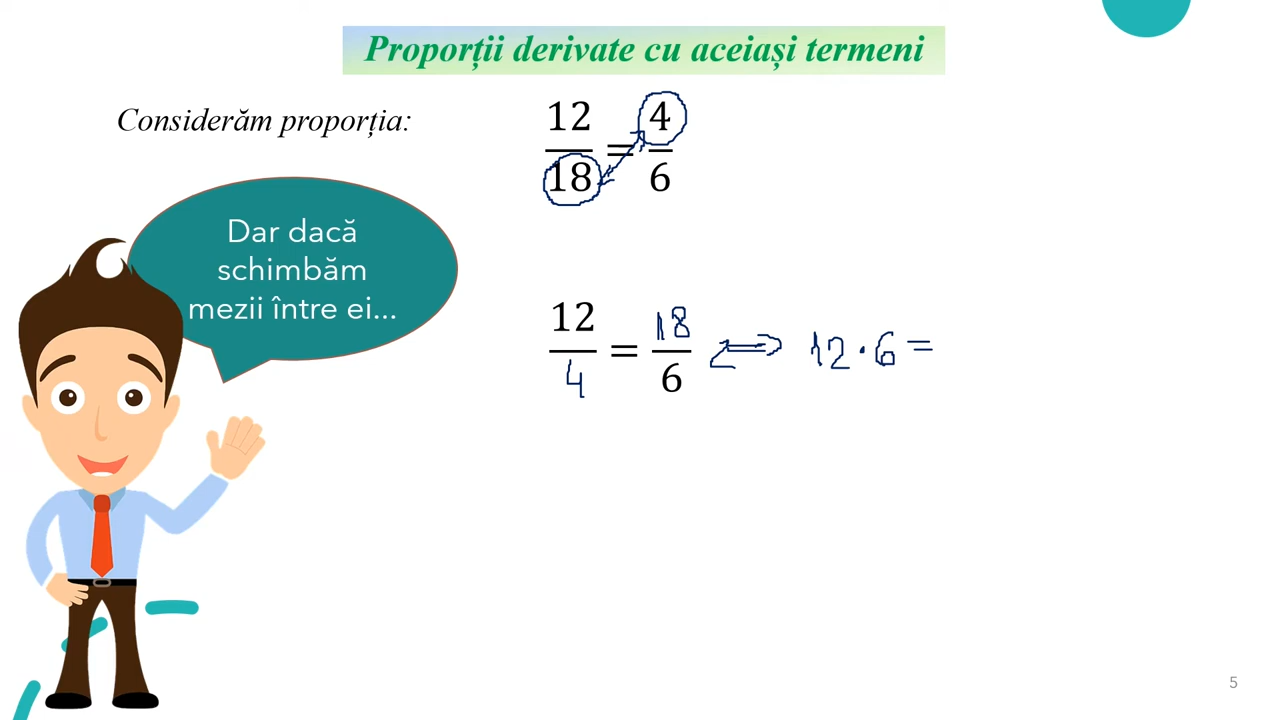 Proporții derivate cu aceiași termeni
Considerăm proporția:
12/18 = 4/6
Dar dacă
schimbăm
mezii între ei...
12/4 = 18/6 <=> 12 · 6 =
5